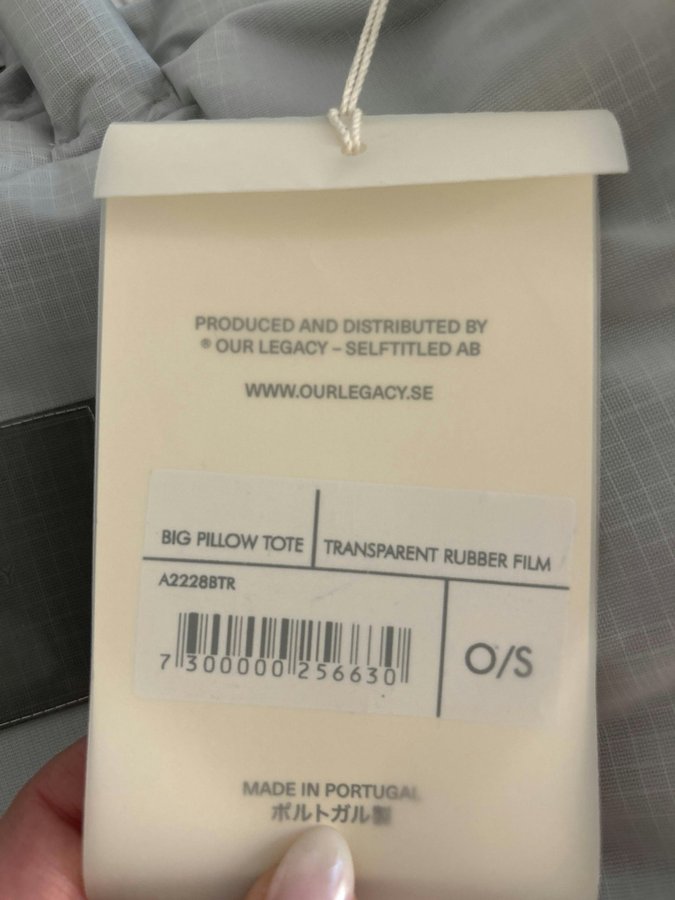 PRODUCED AND DISTRIBUTED BY
® OUR LEGACY – SELFTITLED AB
WWW.OURLEGACY.SE
BIG PILLOW TOTE
TRANSPARENT RUBBER FILM
A2228BTR
7 300000 256630
O/S
MADE IN PORTUGAL
ポルトガル製